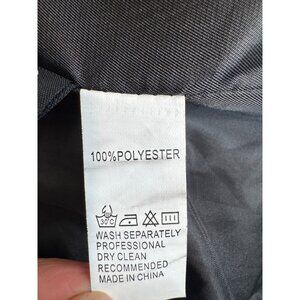 100%POLYESTER
30°C
WASH SEPARATELY
PROFESSIONAL
DRY CLEAN
RECOMMENDED
MADE IN CHINA